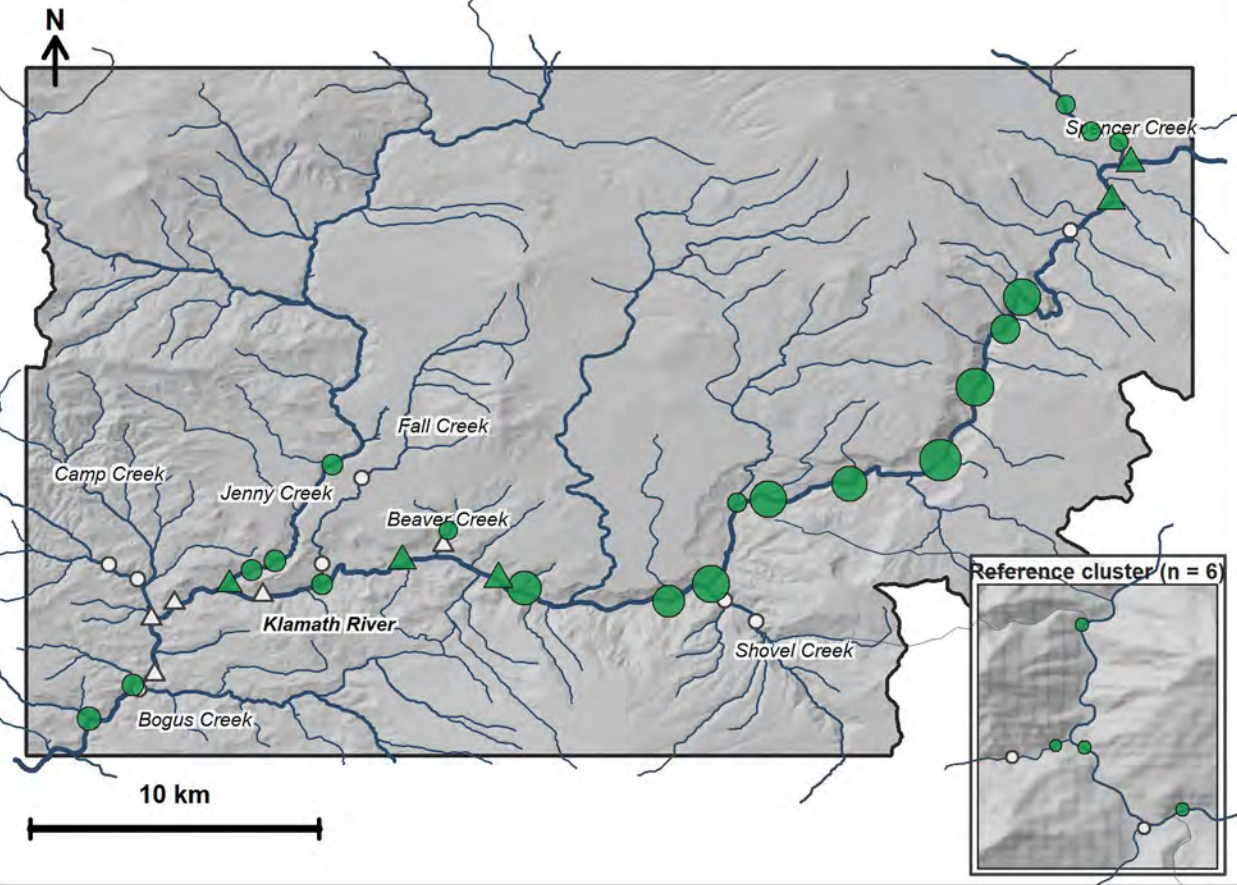 N
Spencer Creek
Fall Creek
Camp Creek
Jenny Creek
Beaver Creek
Reference cluster (n = 6)
Klamath River
Shovel Creek
Bogus Creek
10 km